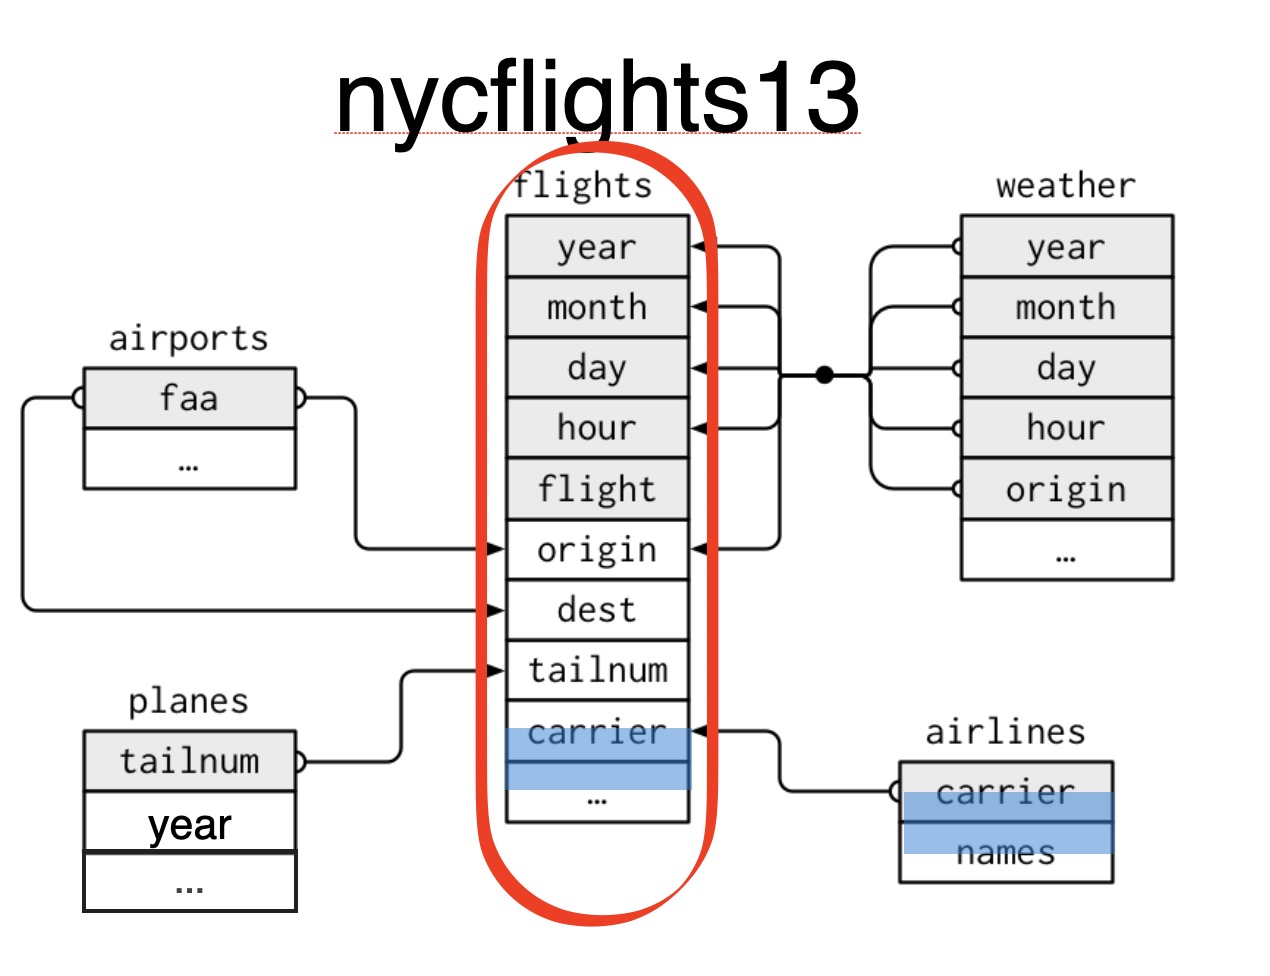 nycflights13
flights
year
month
day
hour
flight
origin
dest
tailnum
carrier
...
weather
year
month
day
hour
origin
...
airports
faa
...
planes
tailnum
year
...
airlines
carrier
names